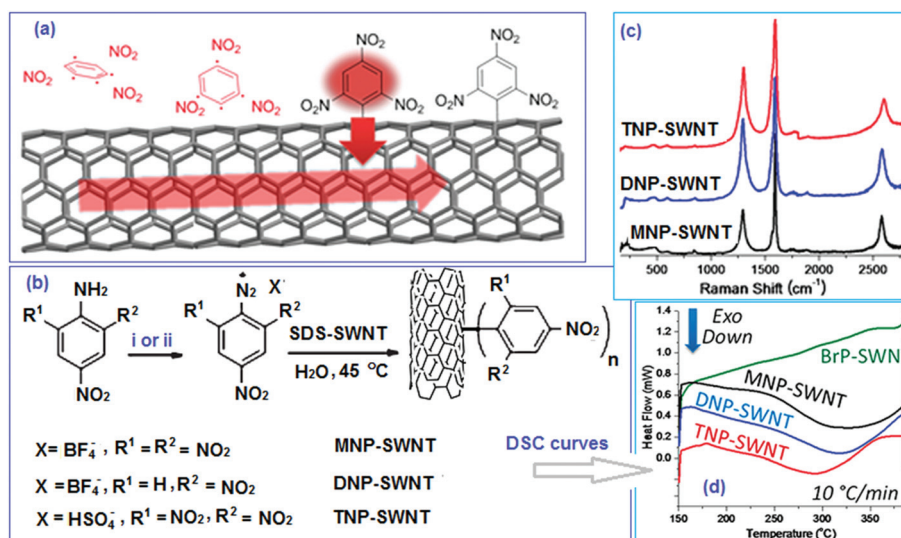 (a)
NO₂
NO₂
NO₂
NO₂
NO₂
NO₂
NO₂
O₂N
NO₂
NO₂
O₂N
NO₂
(b)
NH₂
R¹
R²
NO₂
i or ii
N₂
X⁻
R¹
R²
NO₂
SDS-SWNT
H₂O, 45 °C
R¹
NO₂
R²
n
X= BF₄⁻, R¹ = R² = NO₂ MNP-SWNT
X = BF₄⁻, R¹ = H, R² = NO₂ DNP-SWNT
X = HSO₄⁻, R¹ = NO₂, R² = NO₂ TNP-SWNT
DSC curves
(c)
TNP-SWNT
DNP-SWNT
MNP-SWNT
500 1000 1500 2000 2500
Raman Shift (cm⁻¹)
1.4
1.2
1.0
0.8
0.6
0.4
0.2
0.0
Heat Flow (mW)
Exo
Down
BrP-SWN
MNP-SWNT
DNP-SWNT
TNP-SWNT
(d)
10 °C/min
150 200 250 300 350
Temperature (°C)